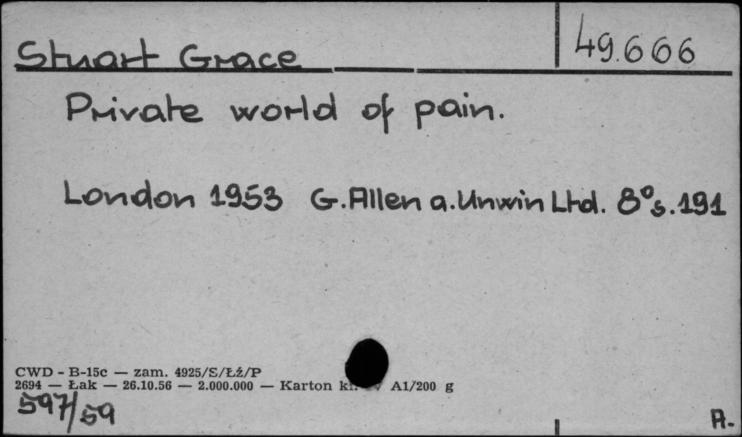 49.666
Stuart Grace
Private world of pain.
London 1953 G. Allen a. Unwin Ltd. 8° s. 191
CWD - B-15c — zam. 4925/S/Łż/P
2694 — Łak — 26.10.56 — 2.000.000 — Karton kl. A1/200 g
597/59
A.